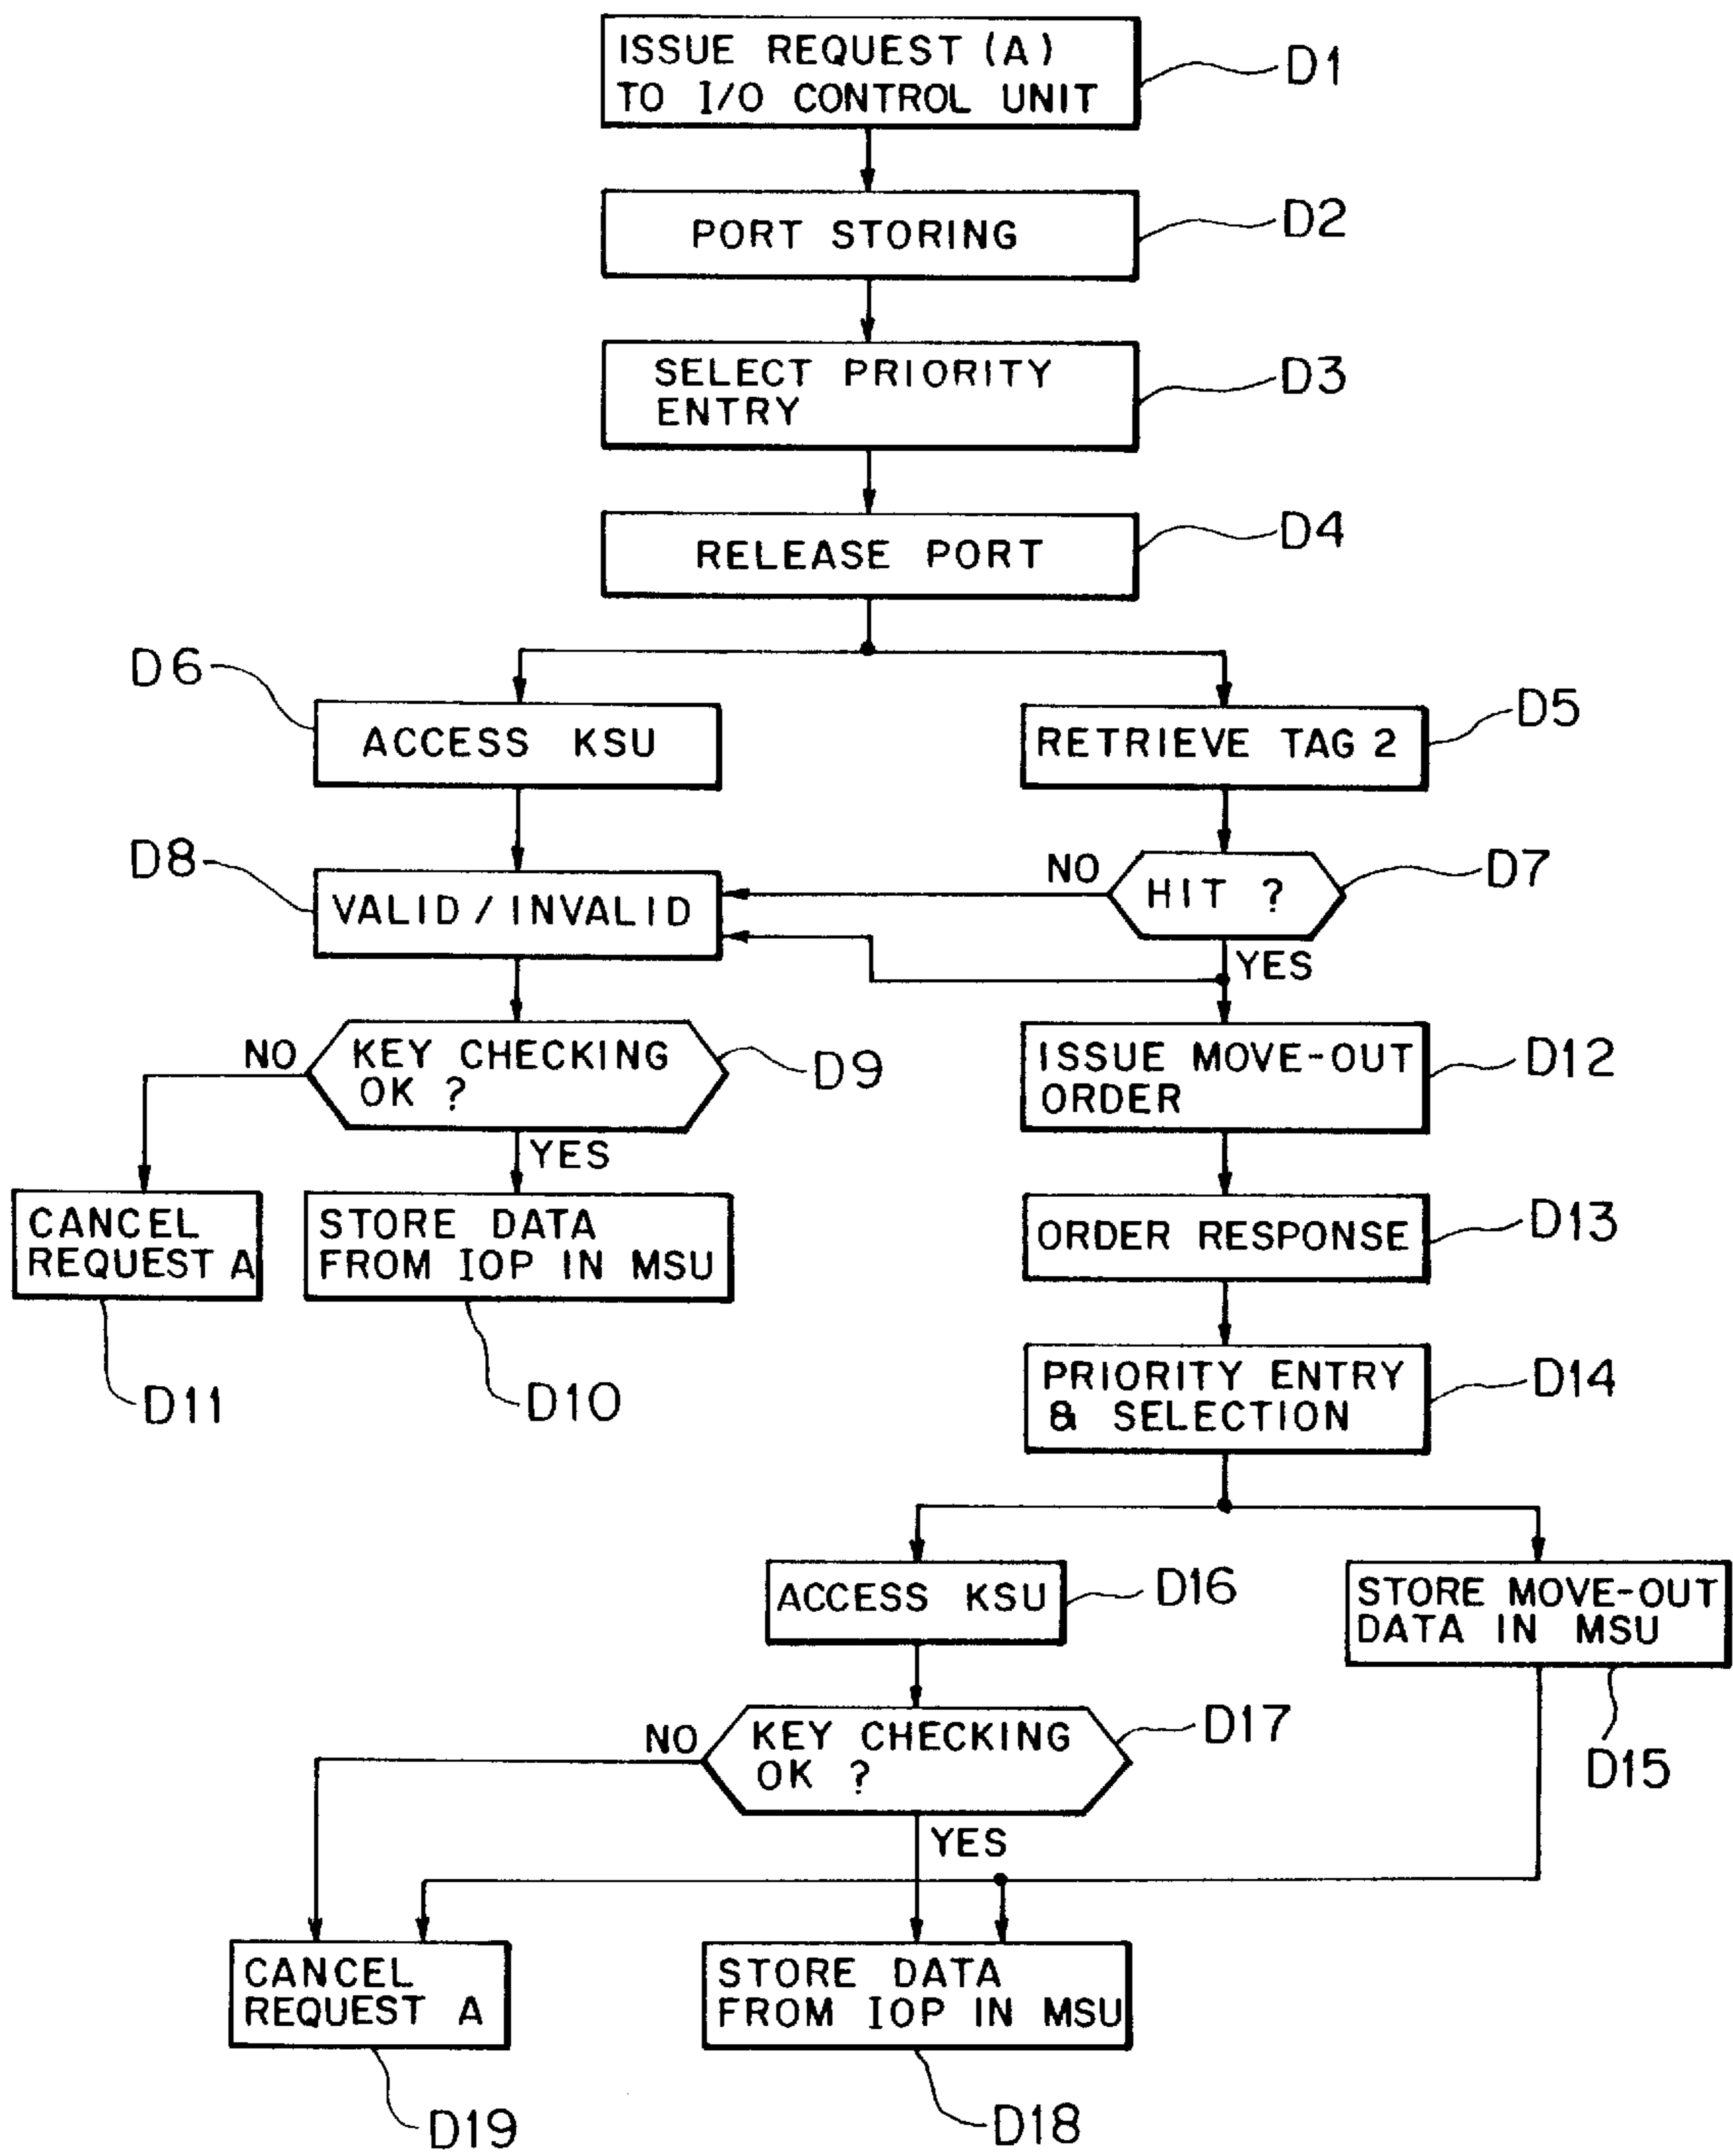 ISSUE REQUEST (A)
TO I/O CONTROL UNIT
D1
PORT STORING
D2
SELECT PRIORITY
ENTRY
D3
RELEASE PORT
D4
D6
ACCESS KSU
RETRIEVE TAG 2
D5
D8
VALID / INVALID
NO
HIT ?
D7
YES
NO
KEY CHECKING
OK ?
D9
YES
ISSUE MOVE-OUT
ORDER
D12
CANCEL
REQUEST A
STORE DATA
FROM IOP IN MSU
ORDER RESPONSE
D13
D11
D10
PRIORITY ENTRY
& SELECTION
D14
ACCESS KSU
D16
STORE MOVE-OUT
DATA IN MSU
D15
NO
KEY CHECKING
OK ?
D17
YES
CANCEL
REQUEST A
STORE DATA
FROM IOP IN MSU
D19
D18